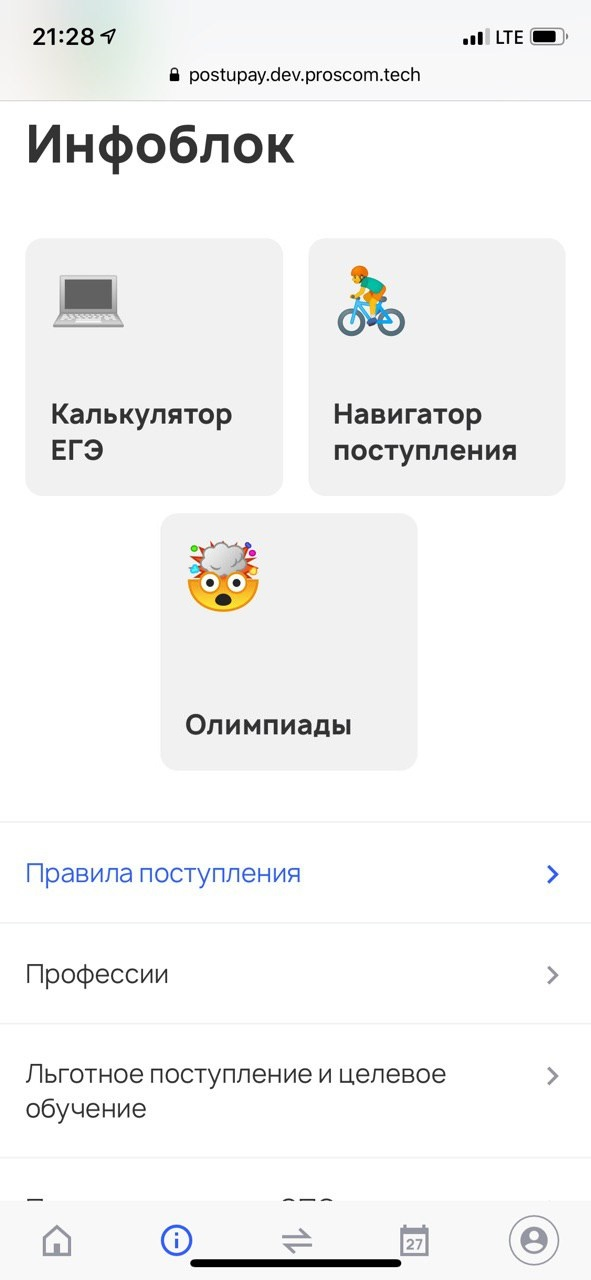 21:28
LTE
postupay.dev.proscom.tech
Инфоблок
Калькулятор
ЕГЭ
Навигатор
поступления
Олимпиады
Правила поступления
Профессии
Льготное поступление и целевое
обучение
27